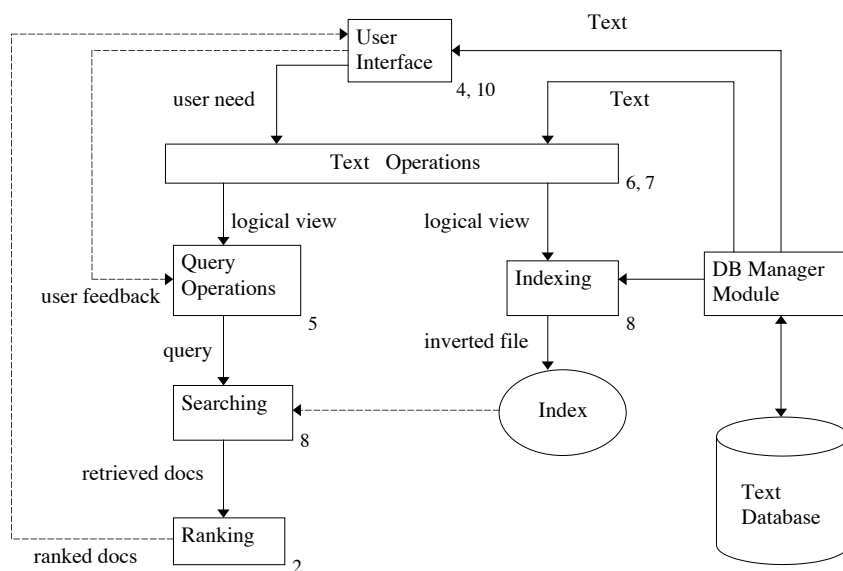 User
Interface
Text
4, 10
user need
Text
Text Operations
6, 7
logical view
logical view
Query
Operations
Indexing
DB Manager
Module
user feedback
5
8
query
inverted file
Searching
Index
8
retrieved docs
Text
Database
Ranking
ranked docs
2